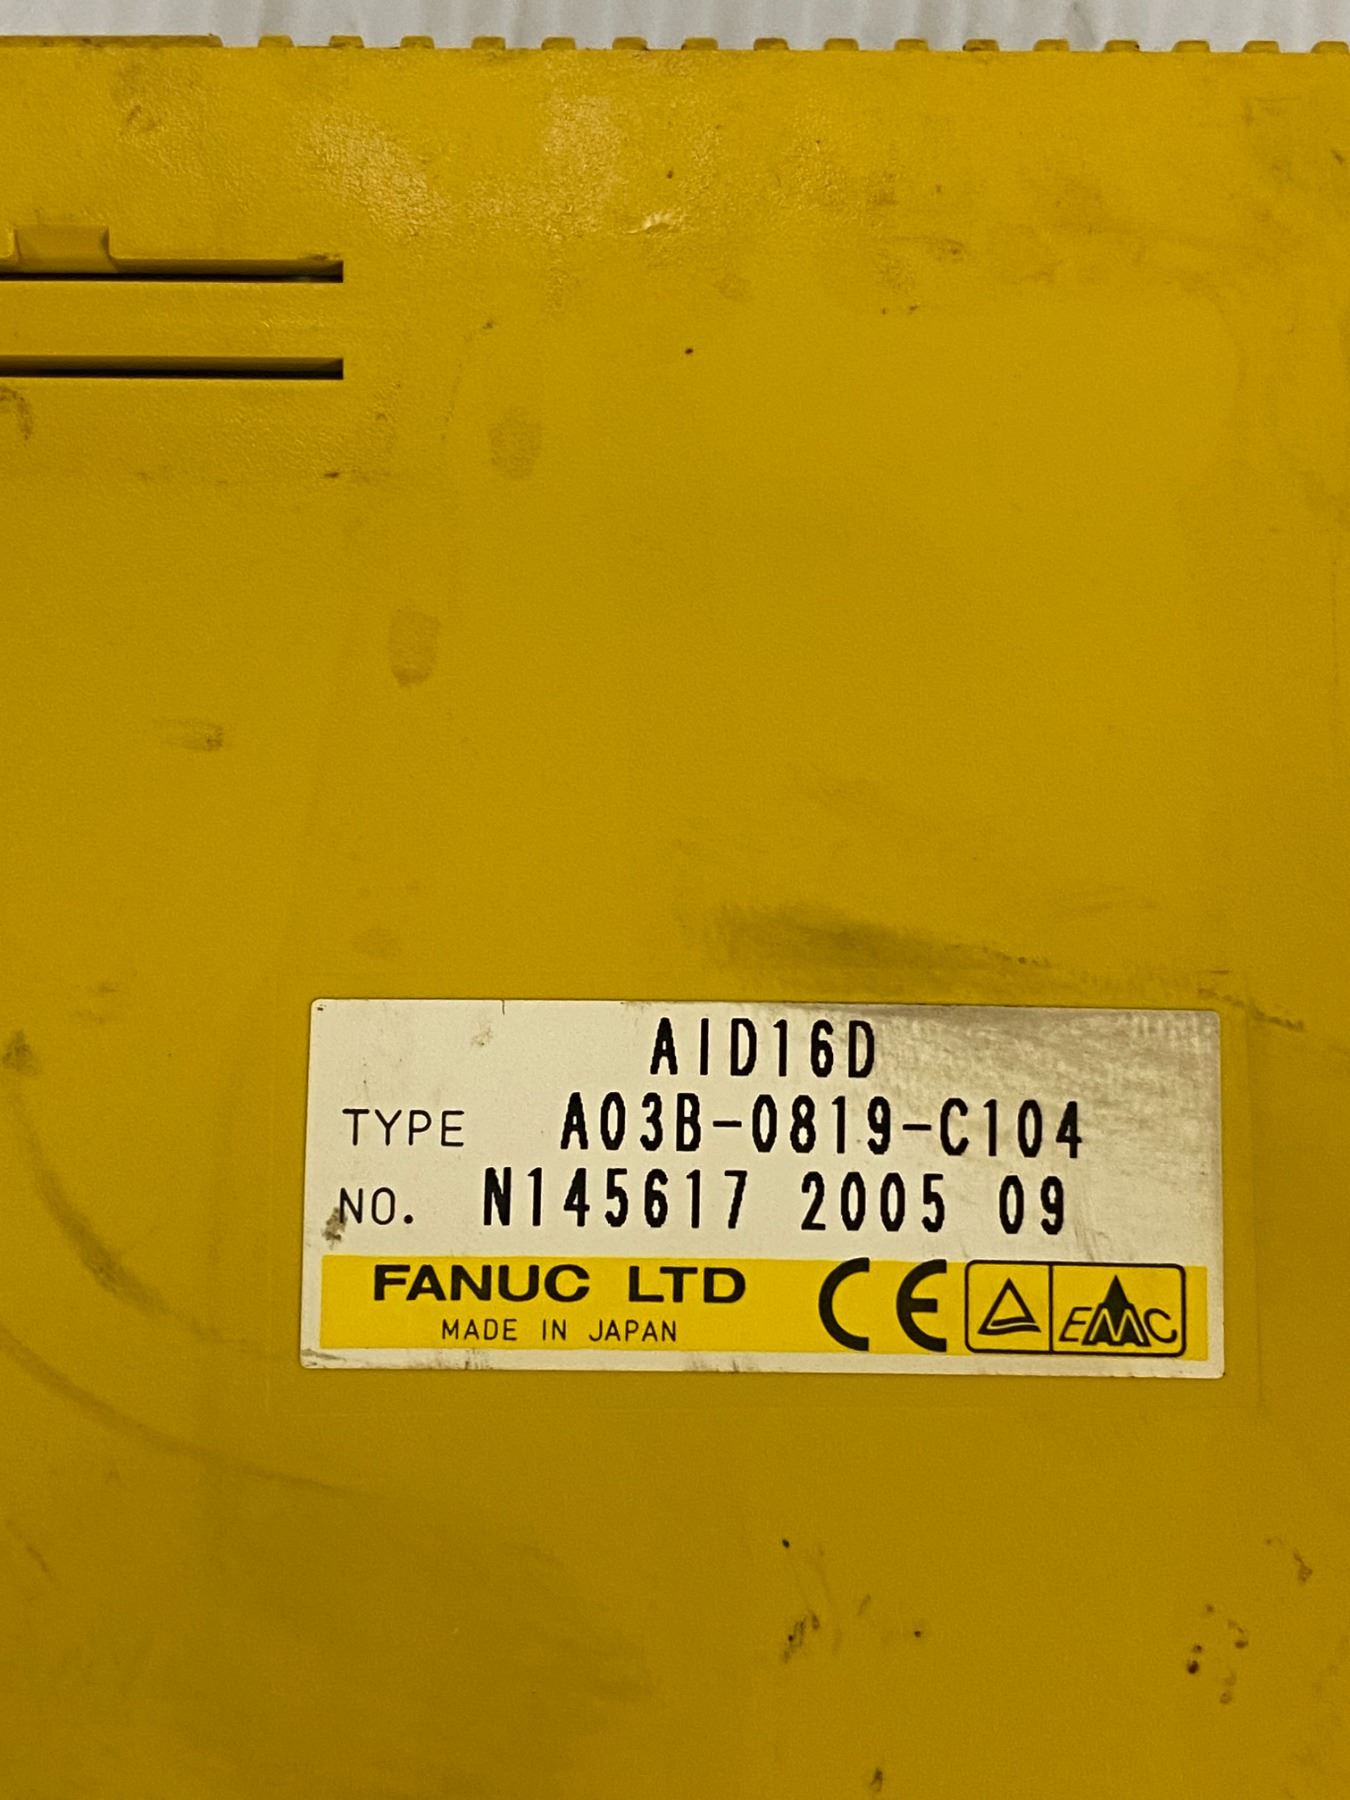 AID16D
TYPE A03B-0819-C104
NO. N145617 2005 09
FANUC LTD
MADE IN JAPAN
CE
EMC